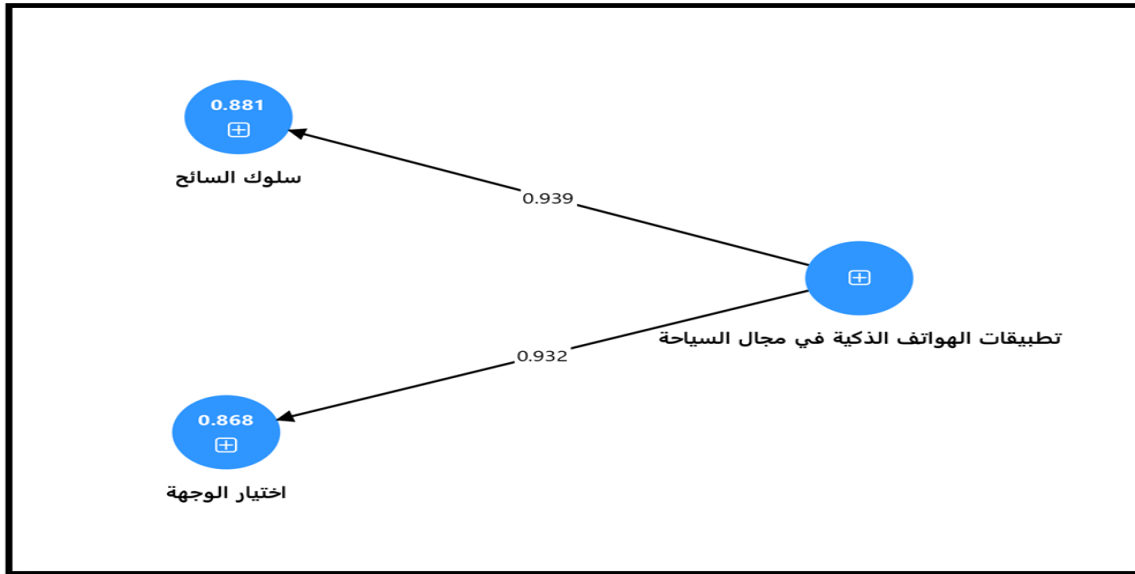 0.881
سلوك السائح
0.939
تطبيقات الهواتف الذكية في مجال السياحة
0.932
0.868
اختيار الوجهة